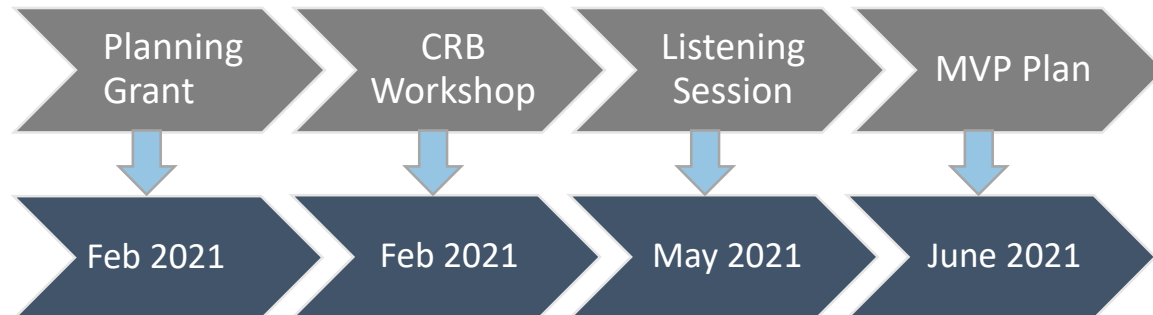 Planning
Grant
CRB
Workshop
Listening
Session
MVP Plan
Feb 2021
Feb 2021
May 2021
June 2021